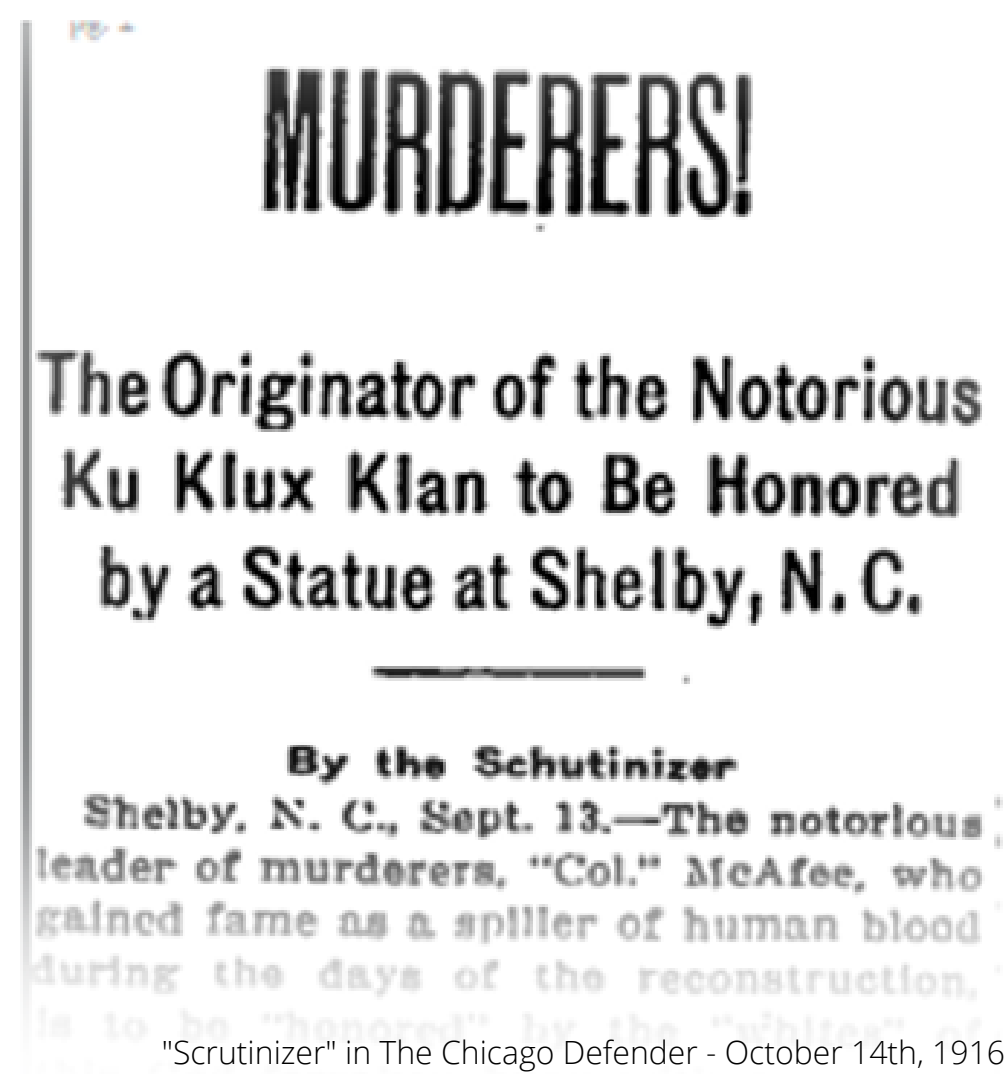 MURDERERS!
The Originator of the Notorious
Ku Klux Klan to Be Honored
by a Statue at Shelby, N. C.
By the Schutinizer
Shelby, N. C., Sept. 13.—The notorious
leader of murderers, "Col." McAfee, who
gained fame as a spiller of human blood
during the days of the reconstruction,
is to be "honored" by the "whites" of
"Scrutinizer" in The Chicago Defender - October 14th, 1916